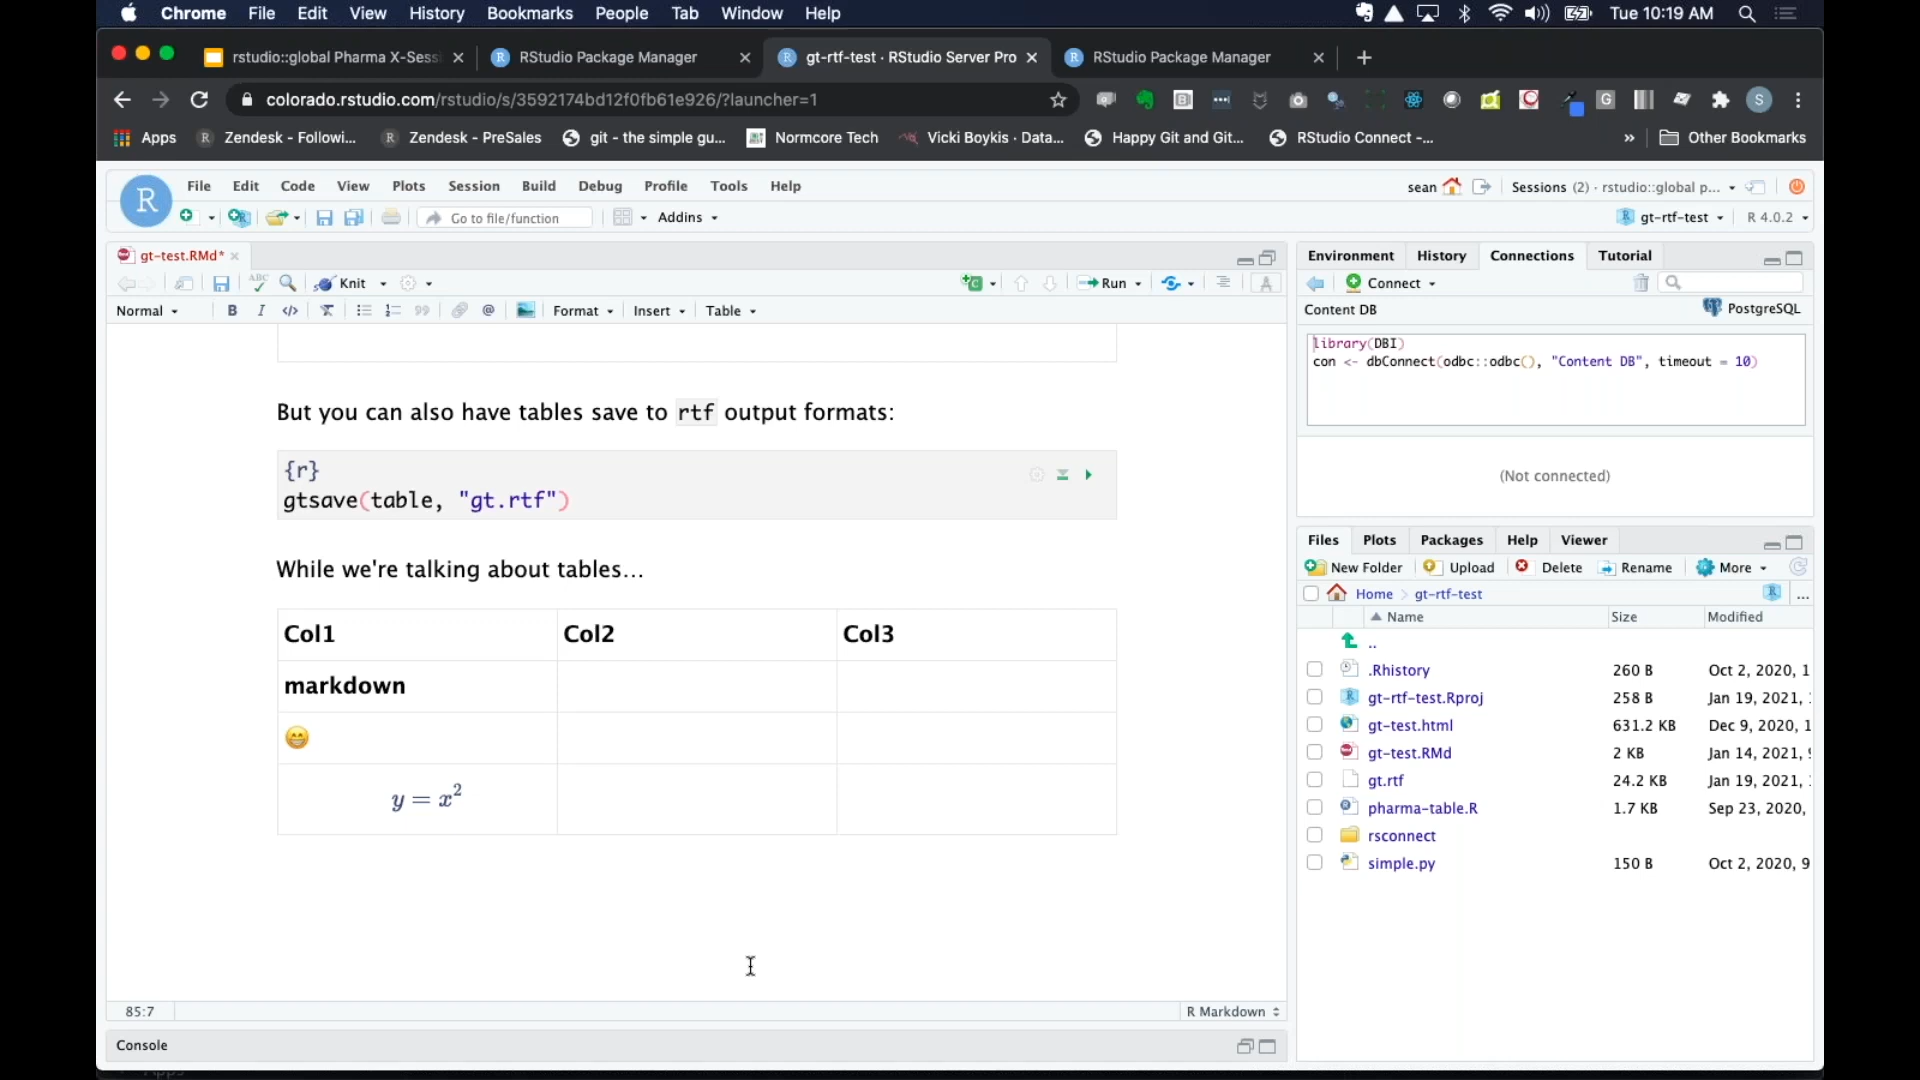 Chrome File Edit View History Bookmarks People Tab Window Help Tue 10:19 AM
rstudio::global Pharma X-Sessi RStudio Package Manager gt-rtf-test · RStudio Server Pro RStudio Package Manager
colorado.rstudio.com/rstudio/s/3592174bd12f0fb61e926/?launcher=1
Apps Zendesk - Followi... Zendesk - PreSales git - the simple gu... Normcore Tech Vicki Boykis · Data... Happy Git and Git... RStudio Connect -... » Other Bookmarks
R File Edit Code View Plots Session Build Debug Profile Tools Help sean Sessions (2) · rstudio::global p...
Go to file/function Addins gt-rtf-test R 4.0.2
gt-test.RMd*
ABC Knit Run
Normal B I </> Format Insert Table
But you can also have tables save to rtf output formats:
{r}
gtsave(table, "gt.rtf")
While we're talking about tables…
Col1 Col2 Col3
markdown
😁
y = x²
85:7 R Markdown
Console
Environment History Connections Tutorial
Connect
Content DB PostgreSQL
library(DBI)
con <- dbConnect(odbc::odbc(), "Content DB", timeout = 10)
(Not connected)
Files Plots Packages Help Viewer
New Folder Upload Delete Rename More
Home > gt-rtf-test ...
Name Size Modified
..
.Rhistory 260 B Oct 2, 2020, 1
gt-rtf-test.Rproj 258 B Jan 19, 2021,
gt-test.html 631.2 KB Dec 9, 2020, 1
gt-test.RMd 2 KB Jan 14, 2021,
gt.rtf 24.2 KB Jan 19, 2021,
pharma-table.R 1.7 KB Sep 23, 2020,
rsconnect
simple.py 150 B Oct 2, 2020, 9